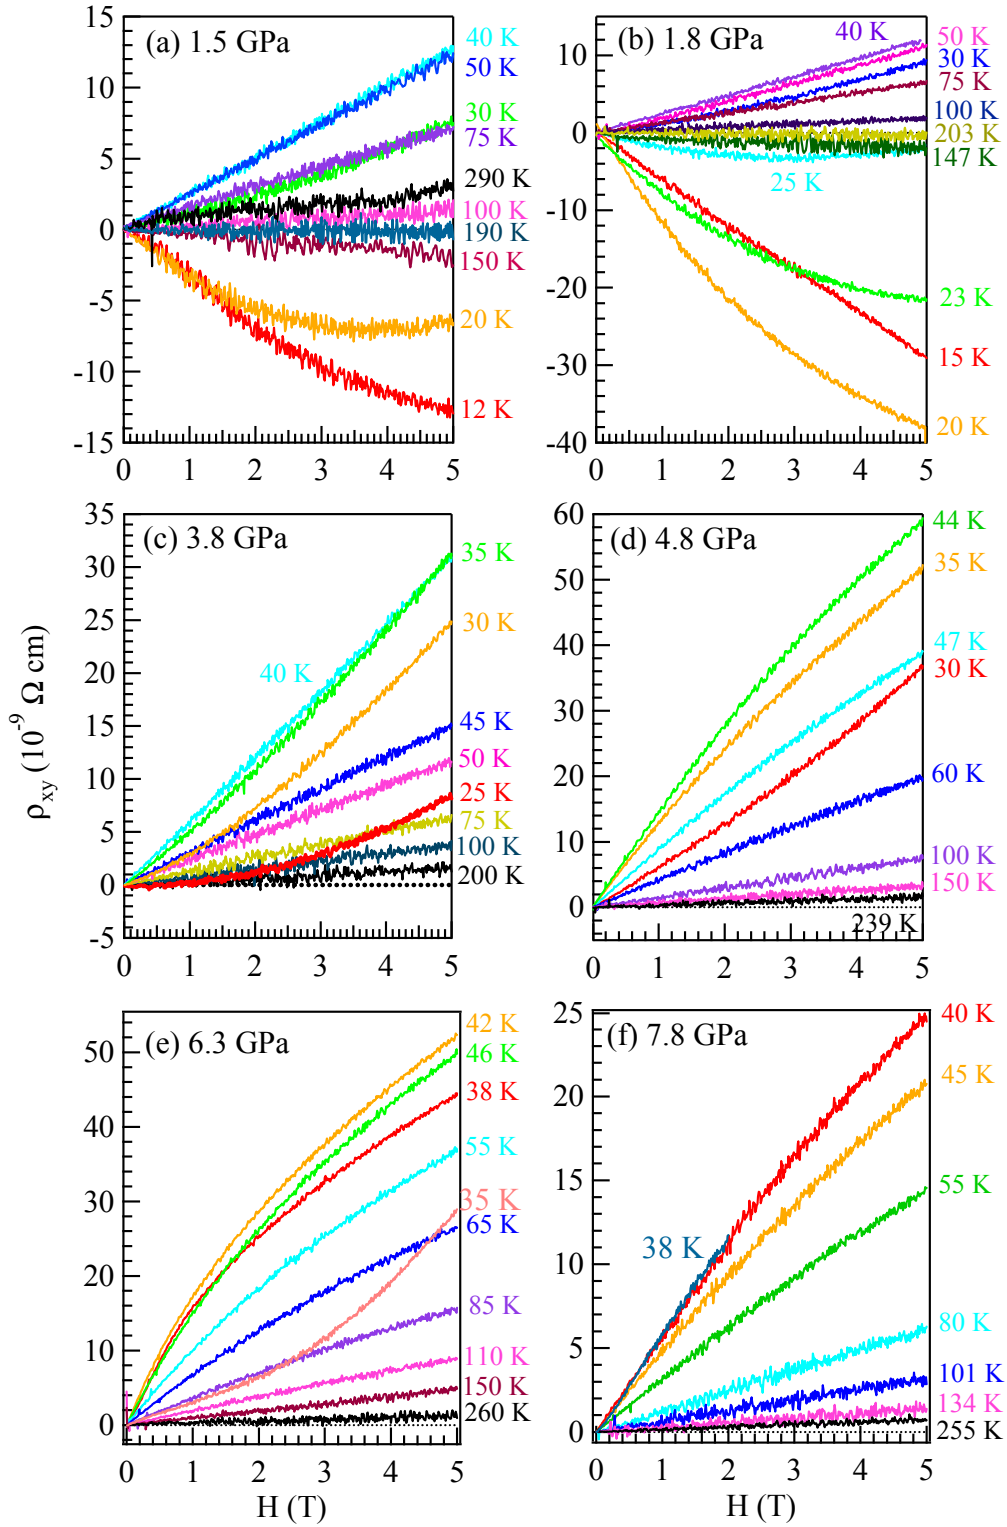 (a) 1.5 GPa
15
10
5
0
-5
-10
-15
40 K
50 K
30 K
75 K
290 K
100 K
190 K
150 K
20 K
12 K
0 1 2 3 4 5
(b) 1.8 GPa
10
0
-10
-20
-30
-40
40 K
50 K
30 K
75 K
100 K
203 K
147 K
25 K
23 K
15 K
20 K
0 1 2 3 4 5
(c) 3.8 GPa
35
30
25
20
15
10
5
0
-5
35 K
30 K
40 K
45 K
50 K
25 K
75 K
100 K
200 K
0 1 2 3 4 5
(d) 4.8 GPa
60
50
40
30
20
10
0
44 K
35 K
47 K
30 K
60 K
100 K
150 K
239 K
0 1 2 3 4 5
ρxy (10-9 Ω cm)
(e) 6.3 GPa
50
40
30
20
10
0
42 K
46 K
38 K
55 K
35 K
65 K
85 K
110 K
150 K
260 K
0 1 2 3 4 5
H (T)
(f) 7.8 GPa
25
20
15
10
5
0
40 K
45 K
55 K
38 K
80 K
101 K
134 K
255 K
0 1 2 3 4 5
H (T)